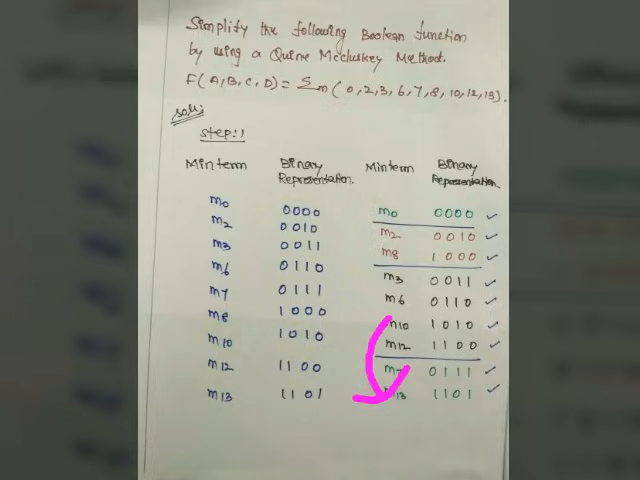 Simplify the following Boolean function
by using a Quine McCluskey Method.
F(A,B,C,D) = Σm(0,2,3,6,7,8,10,12,13).
Soln:
Step:1
Minterm Binary Representation. Minterm Binary Representation.
m0 0000 m0 0000 ✓
m2 0010 m2 0010 ✓
m3 0011 m8 1000 ✓
m6 0110 m3 0011 ✓
m7 0111 m6 0110 ✓
m8 1000 m10 1010 ✓
m10 1010 m12 1100 ✓
m12 1100 0111 ✓
m13 1101 13 1101 ✓